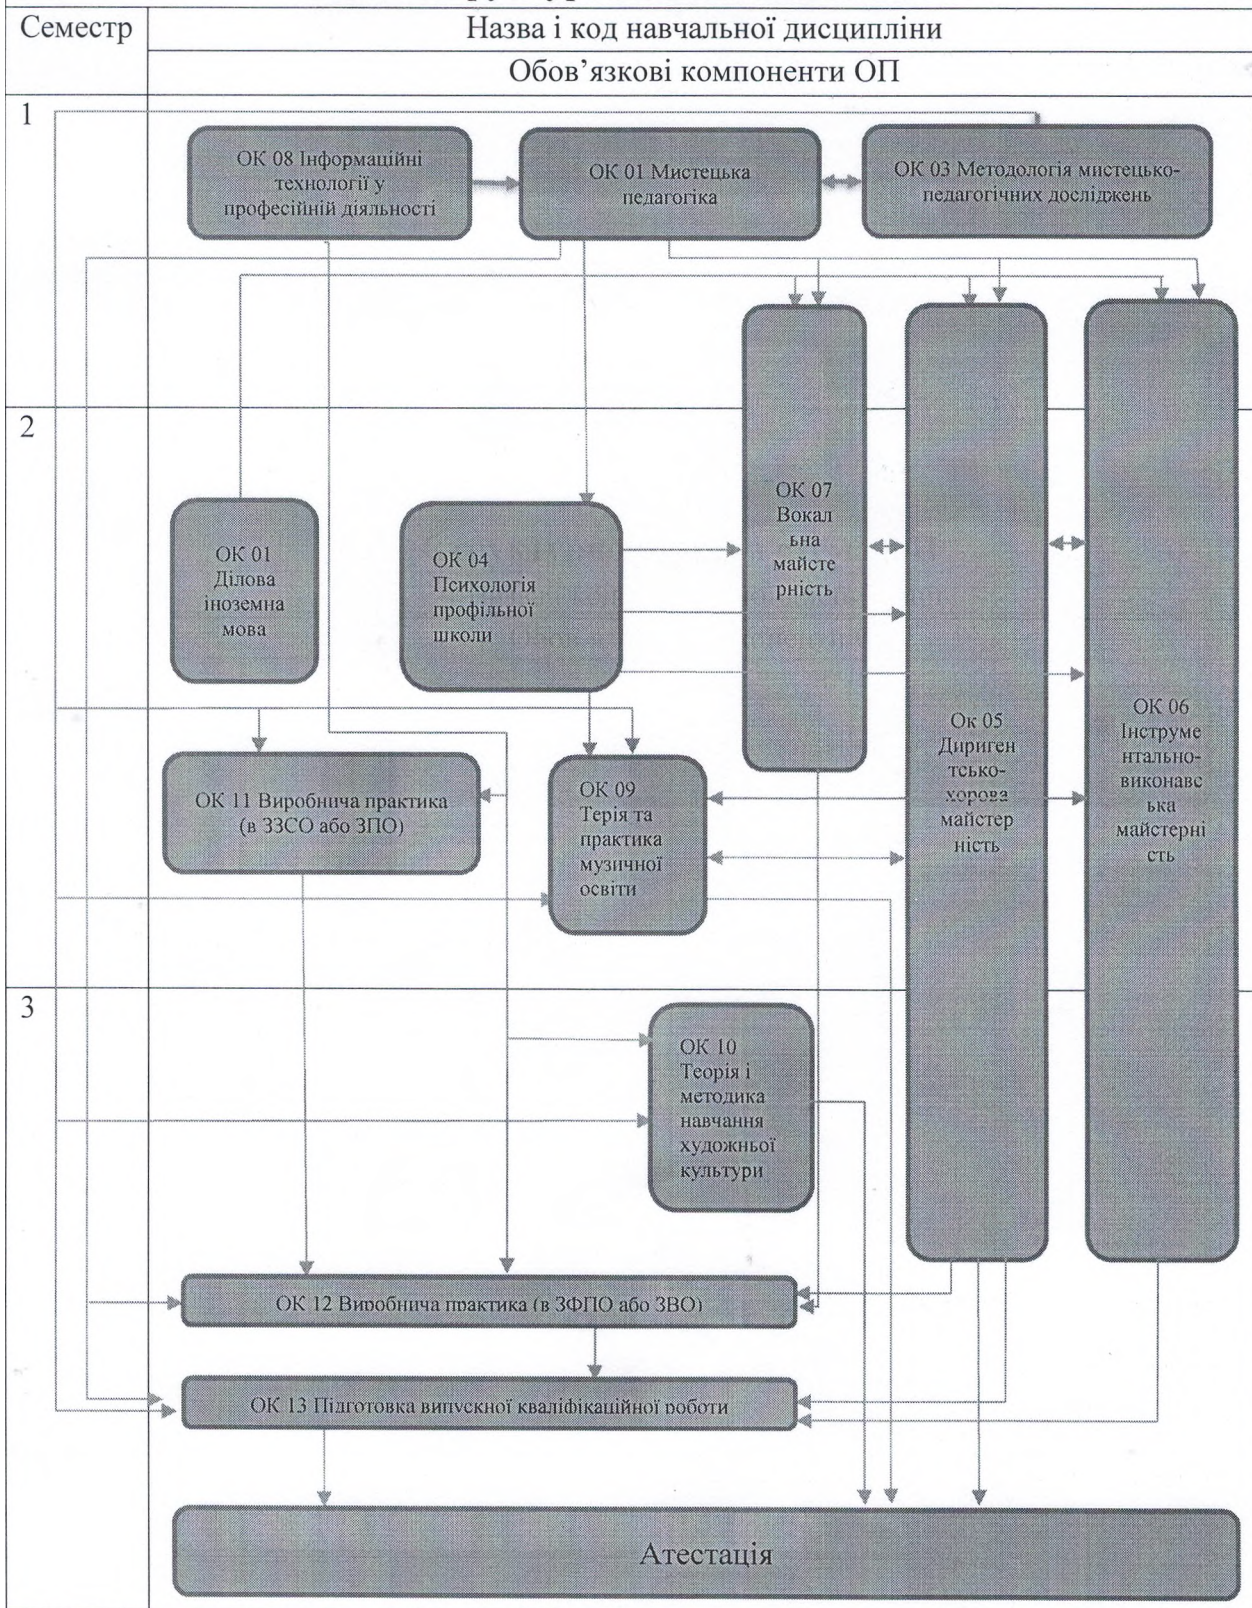 Семестр
Назва і код навчальної дисципліни
Обов’язкові компоненти ОП
1
ОК 08 Інформаційні
технології у
професійній діяльності
ОК 01 Мистецька
педагогіка
ОК 03 Методологія мистецько-
педагогічних досліджень
2
ОК 01
Ділова
іноземна
мова
ОК 04
Психологія
профільної
школи
ОК 07
Вокал
ьна
майсте
рність
Ок 05
Дириген
тсько-
хорова
майстер
ність
ОК 06
Інструме
нтально-
виконавс
ька
майстерні
сть
ОК 11 Виробнича практика
(в ЗЗСО або ЗПО)
ОК 09
Терія та
практика
музичної
освіти
3
ОК 10
Теорія і
методика
навчання
художньої
культури
ОК 12 Виробнича практика (в ЗФПО або ЗВО)
ОК 13 Підготовка випускної кваліфікаційної роботи
Атестація